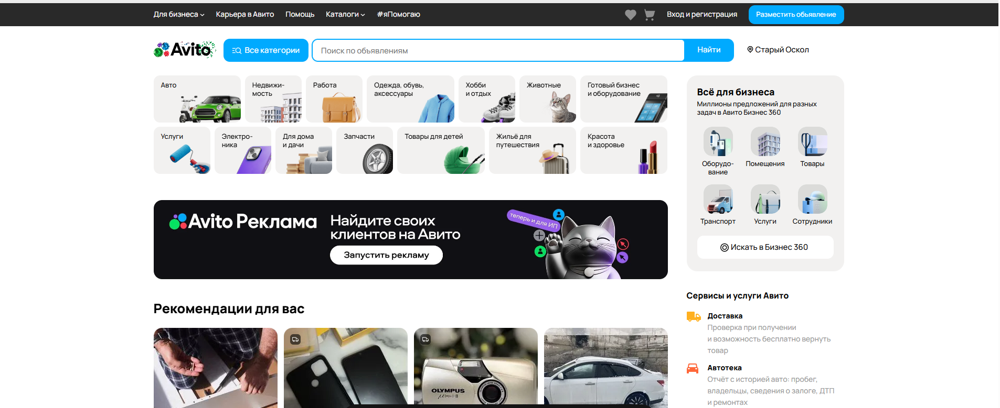 Для бизнеса
Карьера в Авито
Помощь
Каталоги
#яПомогаю
Вход и регистрация
Разместить объявление
Avito
Все категории
Поиск по объявлениям
Найти
Старый Оскол
Авто
Недвижи-
мость
Работа
Одежда, обувь,
аксессуары
Хобби
и отдых
Животные
Готовый бизнес
и оборудование
Услуги
Электро-
ника
Для дома
и дачи
Запчасти
Товары для детей
Жильё для
путешествия
Красота
и здоровье
Всё для бизнеса
Миллионы предложений для разных
задач в Авито Бизнес 360
Оборудо-
вание
Помещения
Товары
Транспорт
Услуги
Сотрудники
Искать в Бизнес 360
Avito Реклама
Найдите своих
клиентов на Авито
Запустить рекламу
теперь и для ИП
Рекомендации для вас
OLYMPUS
Сервисы и услуги Авито
Доставка
Проверка при получении
и возможность бесплатно вернуть
товар
Автотека
Отчёт с историей авто: пробег,
владельцы, сведения о залоге, ДТП
и ремонтах